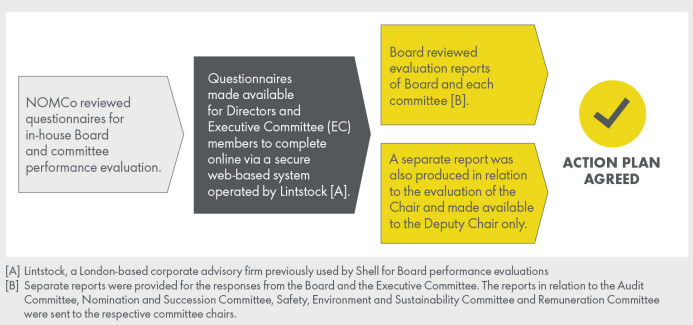 NOMCo reviewed
questionnaires for
in-house Board
and committee
performance evaluation.
Questionnaires
made available
for Directors and
Executive Committee (EC)
members to complete
online via a secure
web-based system
operated by Lintstock [A].
Board reviewed
evaluation reports
of Board and each
committee [B].
A separate report was
also produced in relation
to the evaluation of the
Chair and made available
to the Deputy Chair only.
ACTION PLAN
AGREED
[A] Lintstock, a London-based corporate advisory firm previously used by Shell for Board performance evaluations
[B] Separate reports were provided for the responses from the Board and the Executive Committee. The reports in relation to the Audit
Committee, Nomination and Succession Committee, Safety, Environment and Sustainability Committee and Remuneration Committee
were sent to the respective committee chairs.